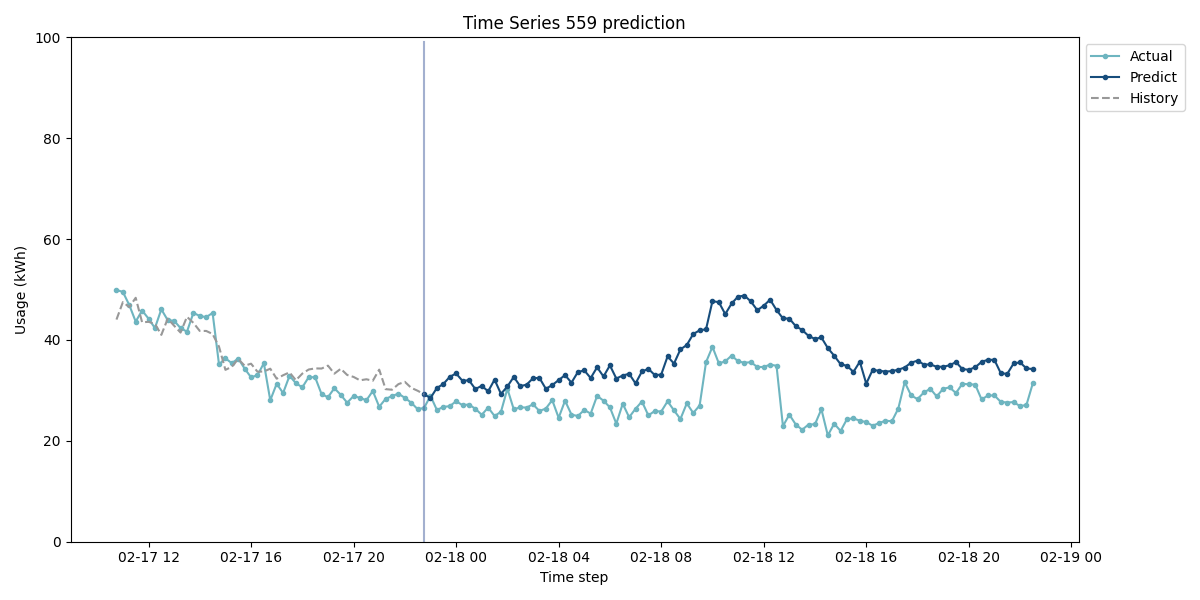 Time Series 559 prediction
100
80
60
40
20
0
Usage (kWh)
02-17 12
02-17 16
02-17 20
02-18 00
02-18 04
02-18 08
02-18 12
02-18 16
02-18 20
02-19 00
Time step
Actual
Predict
History